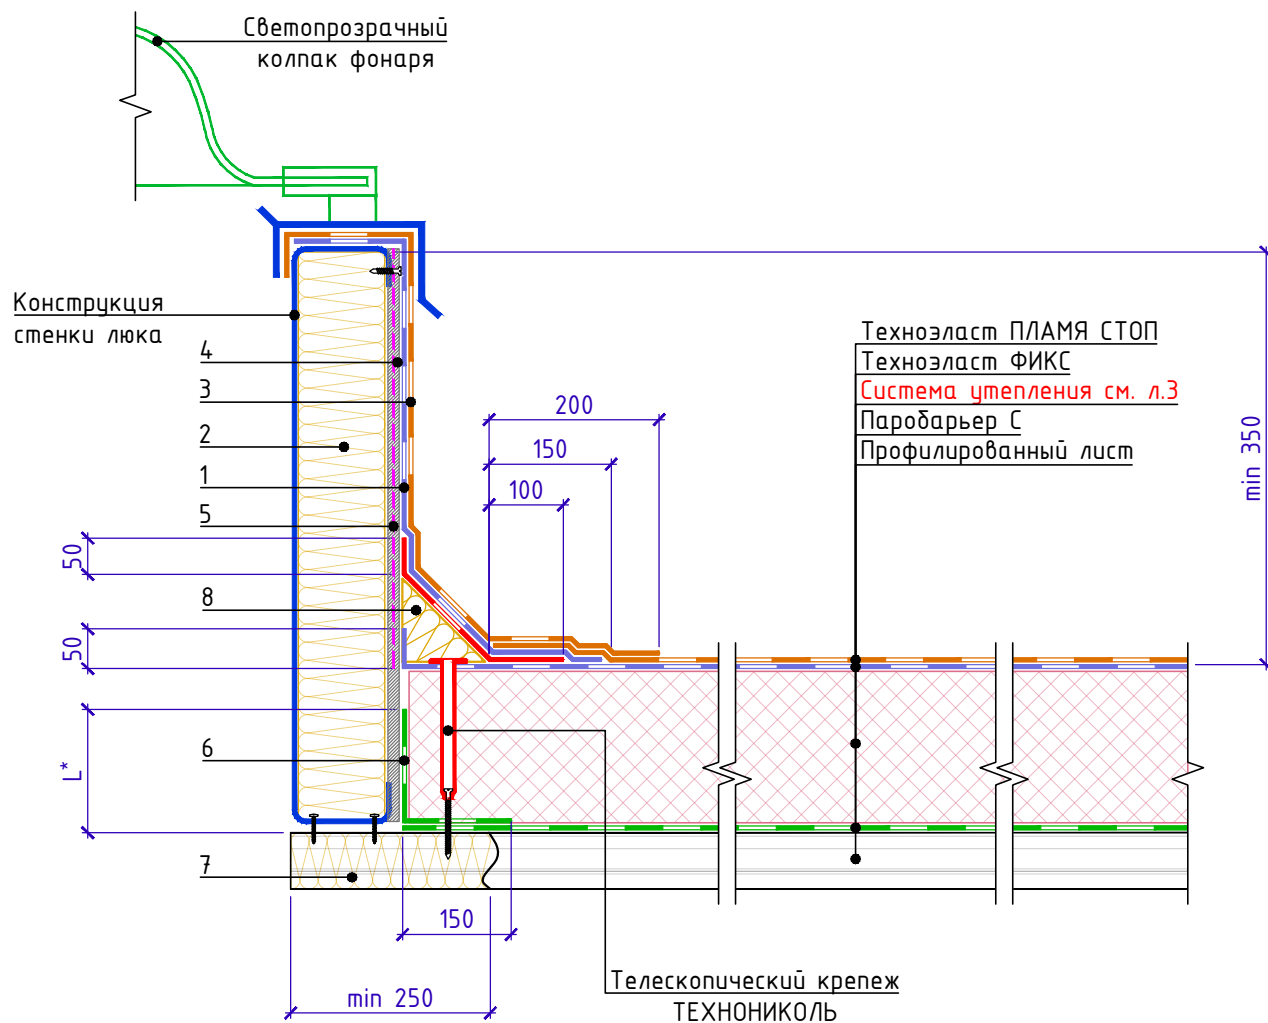 Светопрозрачный
колпак фонаря
Конструкция
стенки люка
4
3
2
1
5
50
8
50
L*
6
7
200
150
100
Техноэласт ПЛАМЯ СТОП
Техноэласт ФИКС
Система утепления см. л.3
Паробарьер С
Профилированный лист
min 350
150
min 250
Телескопический крепеж
ТЕХНОНИКОЛЬ